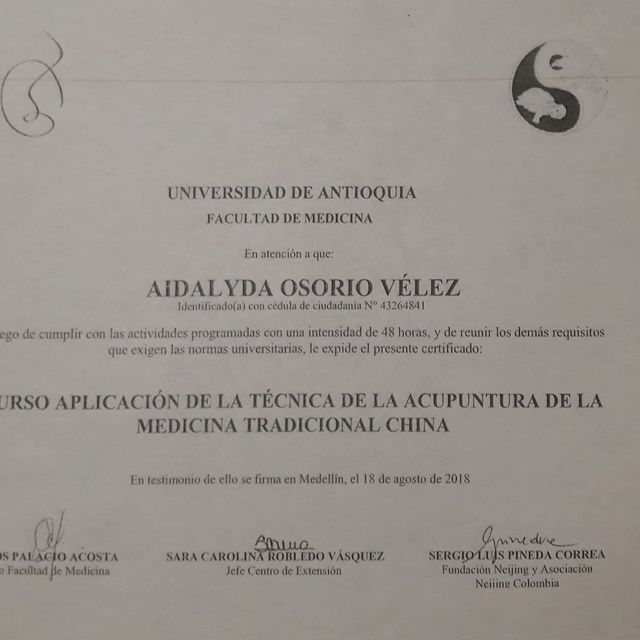 UNIVERSIDAD DE ANTIOQUIA
FACULTAD DE MEDICINA
En atención a que:
AIDALYDA OSORIO VÉLEZ
Identificado(a) con cédula de ciudadanía N° 43264841
ego de cumplir con las actividades programadas con una intensidad de 48 horas, y de reunir los demás requisitos
que exigen las normas universitarias, le expide el presente certificado:
URSO APLICACIÓN DE LA TÉCNICA DE LA ACUPUNTURA DE LA
MEDICINA TRADICIONAL CHINA
En testimonio de ello se firma en Medellín, el 18 de agosto de 2018
OS PALACIO ACOSTA
o Facultad de Medicina
SARA CAROLINA ROBLEDO VÁSQUEZ
Jefe Centro de Extensión
SERGIO LUIS PINEDA CORREA
Fundación Neijing y Asociación
Neijing Colombia